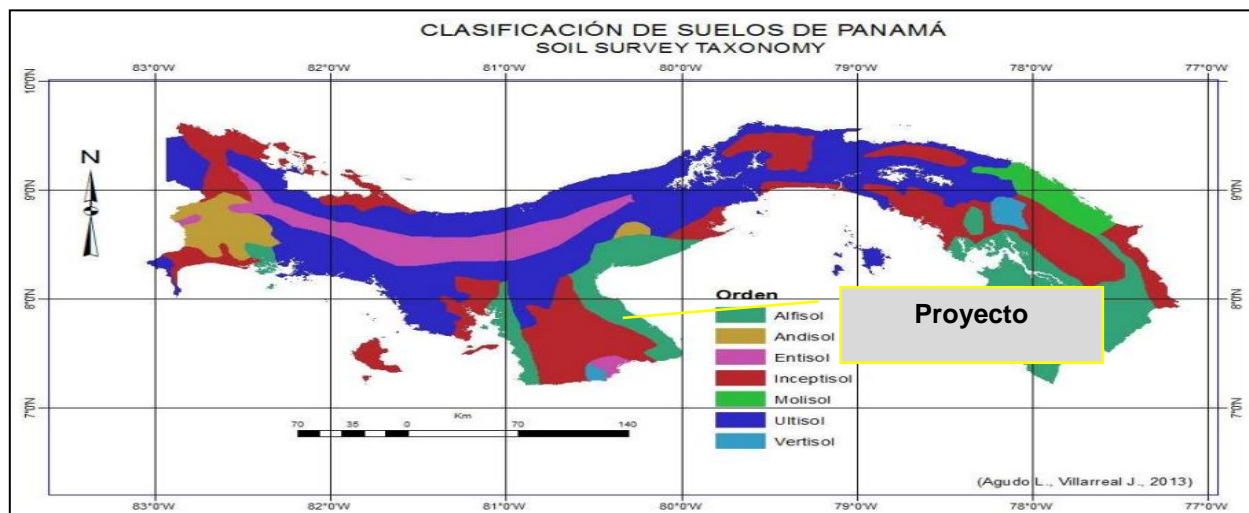 CLASIFICACIÓN DE SUELOS DE PANAMÁ
SOIL SURVEY TAXONOMY
83°0'W 82°0'W 81°0'W 80°0'W 79°0'W 78°0'W 77°0'W
10°0'N
N
9°0'N 9°0'N
8°0'N 8°0'N
7°0'N 7°0'N
Orden
Alfisol
Andisol
Entisol
Inceptisol
Molisol
Ultisol
Vertisol
Proyecto
Km
70 35 0 70 140
(Agudo L., Villarreal J., 2013)
83°0'W 82°0'W 81°0'W 80°0'W 79°0'W 78°0'W 77°0'W